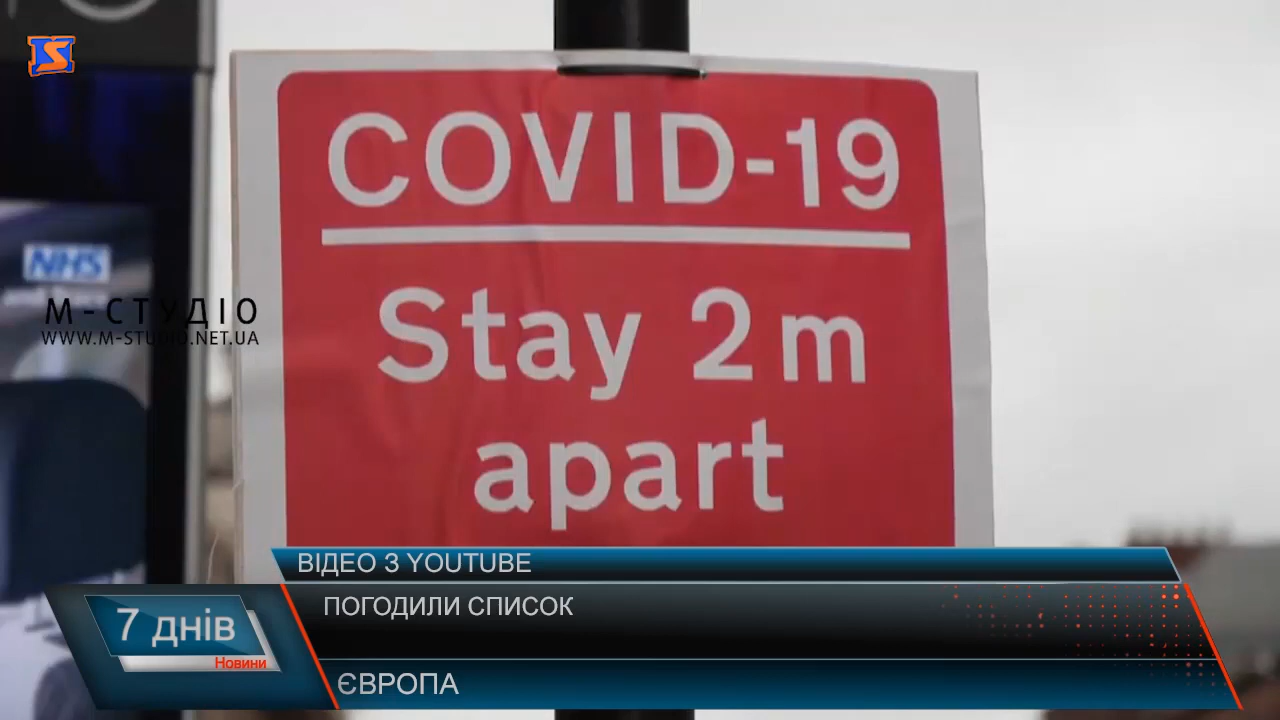 COVID-19
Stay 2m
apart
NHS
М-СТУДІО
WWW.M-STUDIO.NET.UA
ВІДЕО З YOUTUBE
ПОГОДИЛИ СПИСОК
7 днів
Новини
ЄВРОПА